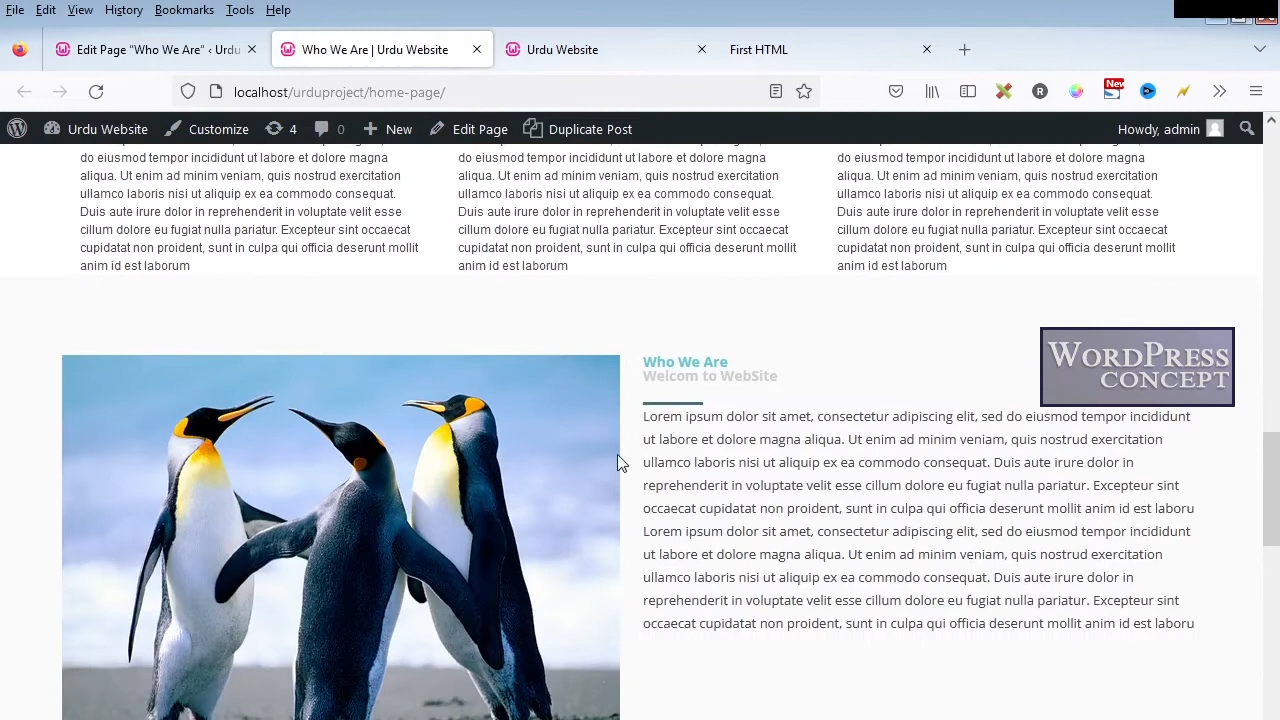 File Edit View History Bookmarks Tools Help
Edit Page “Who We Are” ‹ Urdu
Who We Are | Urdu Website
Urdu Website
First HTML
localhost/urduproject/home-page/
New
Urdu Website Customize 4 0 New Edit Page Duplicate Post Howdy, admin
do eiusmod tempor incididunt ut labore et dolore magna
aliqua. Ut enim ad minim veniam, quis nostrud exercitation
ullamco laboris nisi ut aliquip ex ea commodo consequat.
Duis aute irure dolor in reprehenderit in voluptate velit esse
cillum dolore eu fugiat nulla pariatur. Excepteur sint occaecat
cupidatat non proident, sunt in culpa qui officia deserunt mollit
anim id est laborum
do eiusmod tempor incididunt ut labore et dolore magna
aliqua. Ut enim ad minim veniam, quis nostrud exercitation
ullamco laboris nisi ut aliquip ex ea commodo consequat.
Duis aute irure dolor in reprehenderit in voluptate velit esse
cillum dolore eu fugiat nulla pariatur. Excepteur sint occaecat
cupidatat non proident, sunt in culpa qui officia deserunt mollit
anim id est laborum
do eiusmod tempor incididunt ut labore et dolore magna
aliqua. Ut enim ad minim veniam, quis nostrud exercitation
ullamco laboris nisi ut aliquip ex ea commodo consequat.
Duis aute irure dolor in reprehenderit in voluptate velit esse
cillum dolore eu fugiat nulla pariatur. Excepteur sint occaecat
cupidatat non proident, sunt in culpa qui officia deserunt mollit
anim id est laborum
WORDPRESS
CONCEPT
Who We Are
Welcom to WebSite
Lorem ipsum dolor sit amet, consectetur adipiscing elit, sed do eiusmod tempor incididunt
ut labore et dolore magna aliqua. Ut enim ad minim veniam, quis nostrud exercitation
ullamco laboris nisi ut aliquip ex ea commodo consequat. Duis aute irure dolor in
reprehenderit in voluptate velit esse cillum dolore eu fugiat nulla pariatur. Excepteur sint
occaecat cupidatat non proident, sunt in culpa qui officia deserunt mollit anim id est laboru
Lorem ipsum dolor sit amet, consectetur adipiscing elit, sed do eiusmod tempor incididunt
ut labore et dolore magna aliqua. Ut enim ad minim veniam, quis nostrud exercitation
ullamco laboris nisi ut aliquip ex ea commodo consequat. Duis aute irure dolor in
reprehenderit in voluptate velit esse cillum dolore eu fugiat nulla pariatur. Excepteur sint
occaecat cupidatat non proident, sunt in culpa qui officia deserunt mollit anim id est laboru